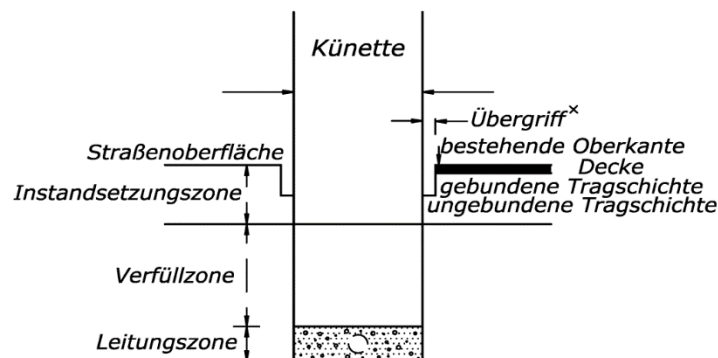 Künette
Übergriff×
bestehende Oberkante
Straßenoberfläche
Decke
gebundene Tragschichte
Instandsetzungszone
ungebundene Tragschichte
Verfüllzone
Leitungszone